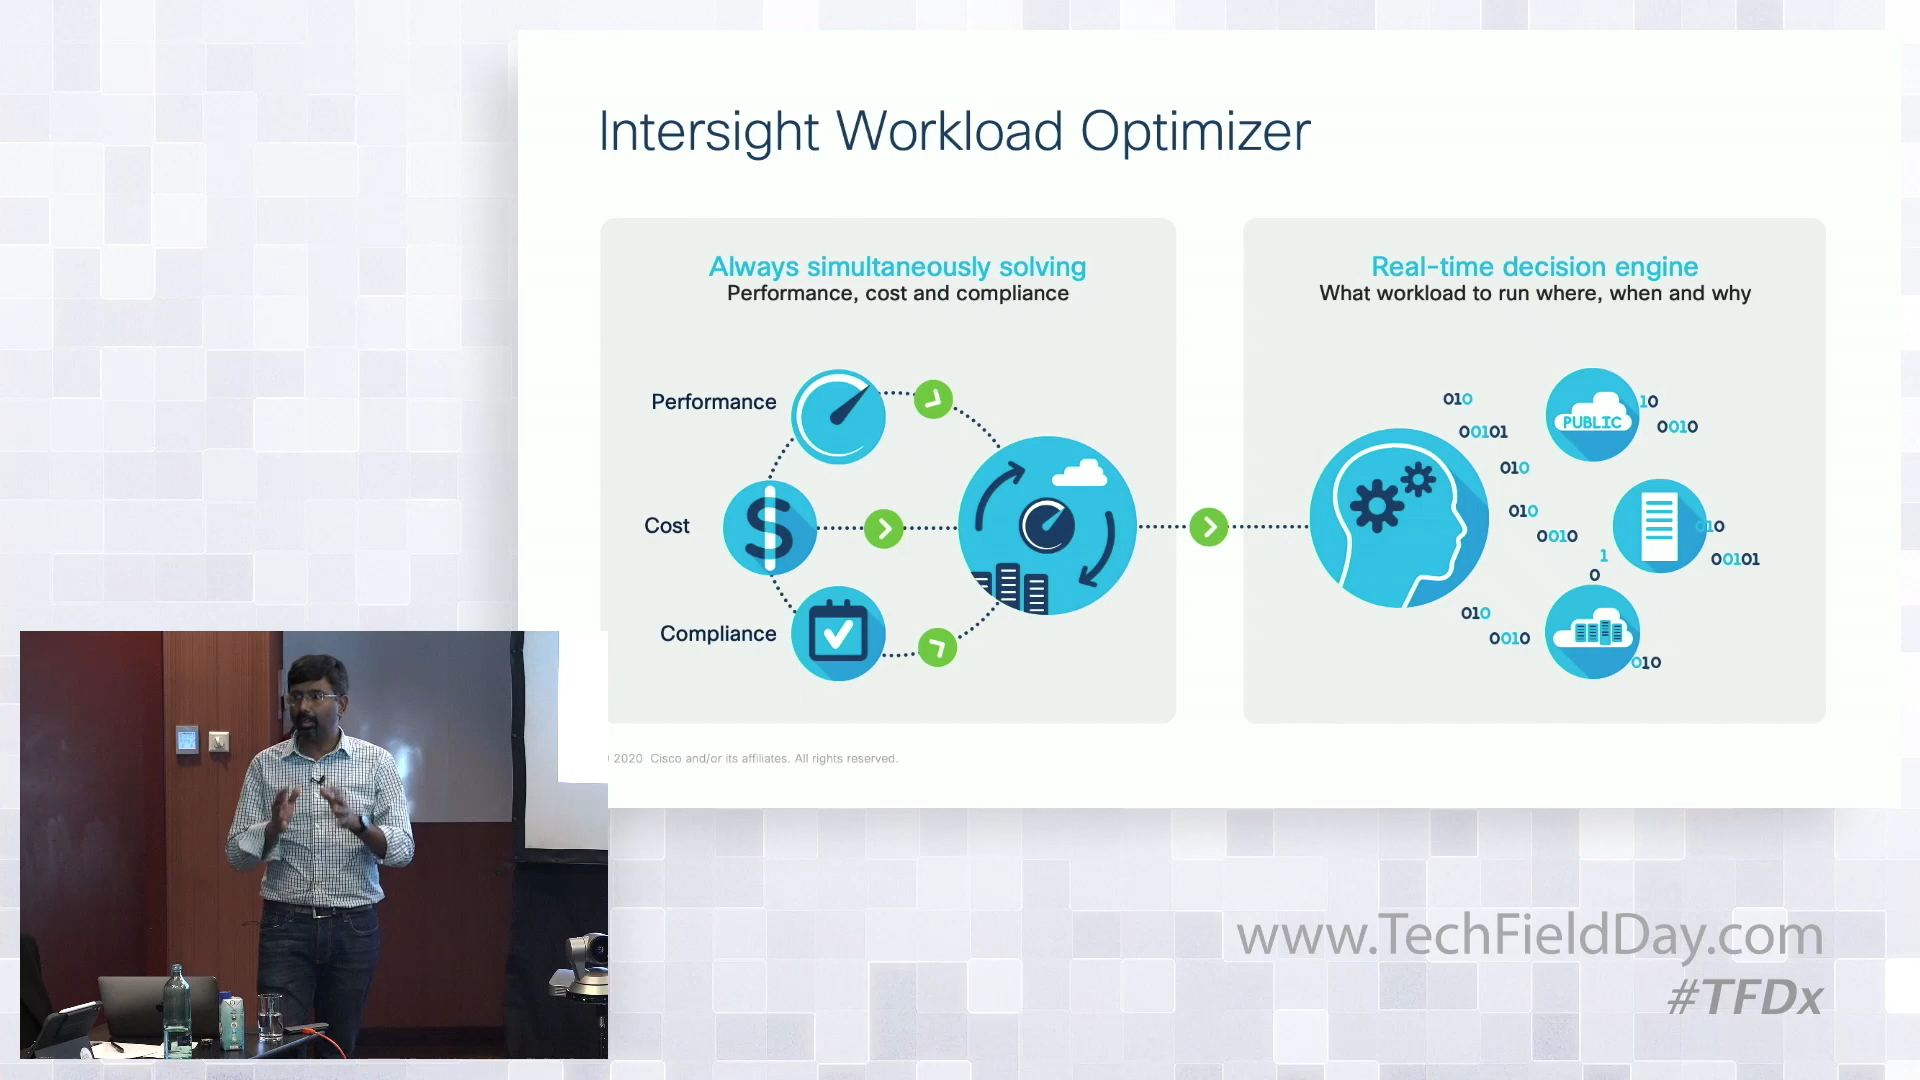 Intersight Workload Optimizer
Always simultaneously solving
Performance, cost and compliance
Performance
Cost
$
Compliance
Real-time decision engine
What workload to run where, when and why
010
00101
010
010
0010
1
0
010
0010
PUBLIC
10
0010
010
00101
010
2020 Cisco and/or its affiliates. All rights reserved.
www.TechFieldDay.com
#TFDx